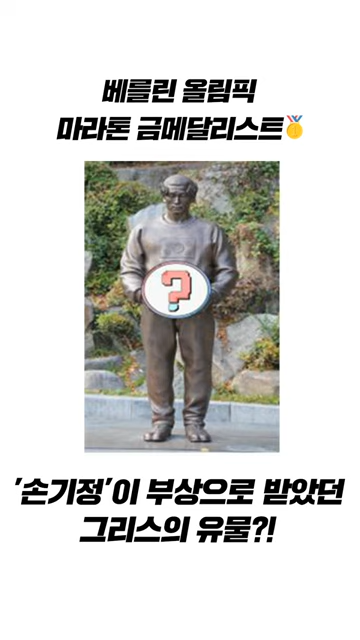 베를린 올림픽
마라톤 금메달리스트🏅
?
'손기정'이 부상으로 받았던
그리스의 유물?!